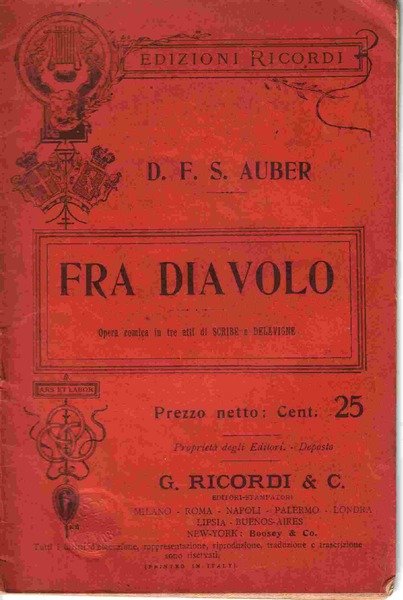 EDIZIONI RICORDI
D. F. S. AUBER
FRA DIAVOLO
Opera comica in tre atti di SCRIBE e DELAVIGNE
ARS ET LABOR
Prezzo netto: Cent. 25
Proprietà degli Editori. - Deposto
G. RICORDI & C.
EDITORI-STAMPATORI
MILANO - ROMA - NAPOLI - PALERMO - LONDRA
LIPSIA - BUENOS-AIRES
NEW-YORK: Boosey & Co.
Tutti i diritti d'esecuzione, rappresentazione, riproduzione, traduzione e trascrizione
sono riservati.
(PRINTED IN ITALY)